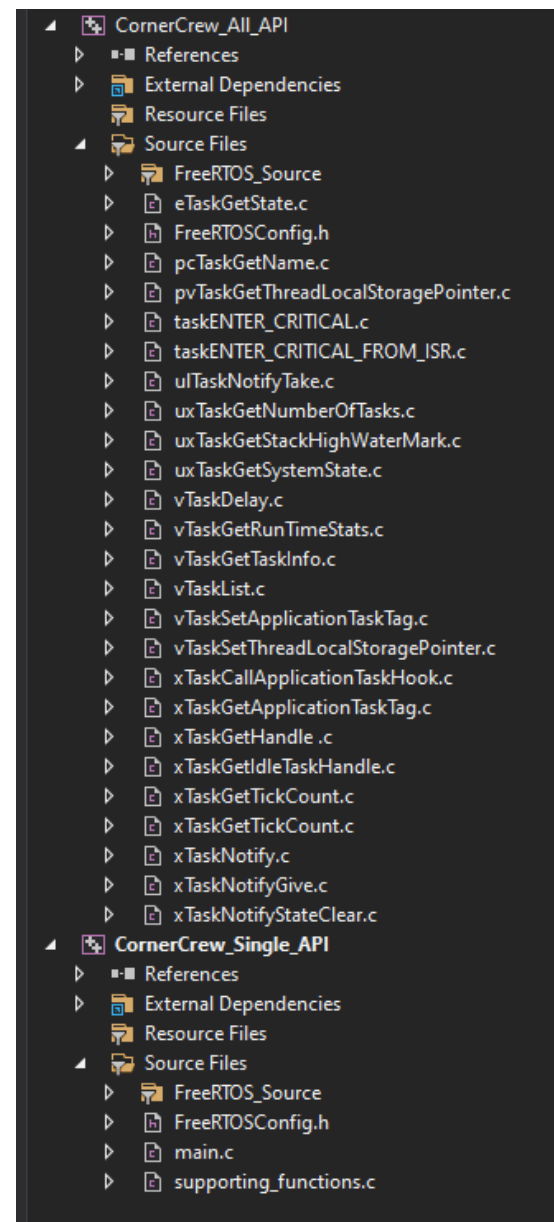 CornerCrew_All_API
References
External Dependencies
Resource Files
Source Files
FreeRTOS_Source
eTaskGetState.c
FreeRTOSConfig.h
pcTaskGetName.c
pvTaskGetThreadLocalStoragePointer.c
taskENTER_CRITICAL.c
taskENTER_CRITICAL_FROM_ISR.c
ulTaskNotifyTake.c
uxTaskGetNumberOfTasks.c
uxTaskGetStackHighWaterMark.c
uxTaskGetSystemState.c
vTaskDelay.c
vTaskGetRunTimeStats.c
vTaskGetTaskInfo.c
vTaskList.c
vTaskSetApplicationTaskTag.c
vTaskSetThreadLocalStoragePointer.c
xTaskCallApplicationTaskHook.c
xTaskGetApplicationTaskTag.c
xTaskGetHandle .c
xTaskGetIdleTaskHandle.c
xTaskGetTickCount.c
xTaskGetTickCount.c
xTaskNotify.c
xTaskNotifyGive.c
xTaskNotifyStateClear.c
CornerCrew_Single_API
References
External Dependencies
Resource Files
Source Files
FreeRTOS_Source
FreeRTOSConfig.h
main.c
supporting_functions.c